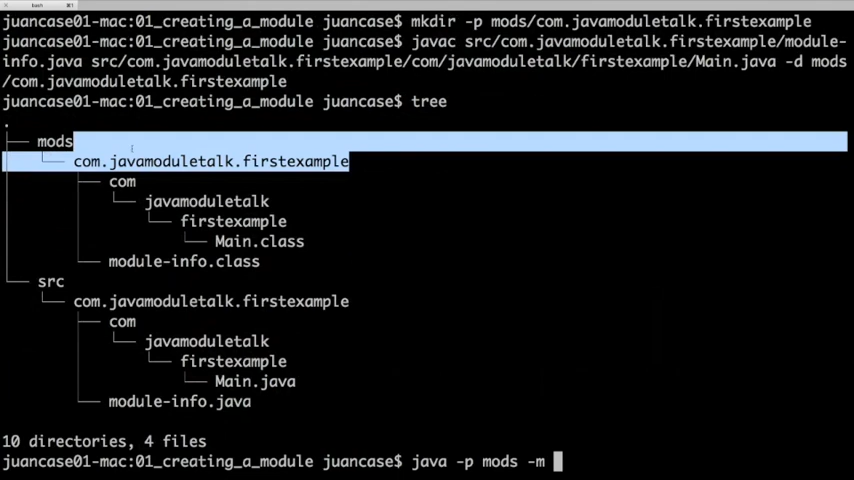 bash
⌘1
juancase01-mac:01_creating_a_module juancase$ mkdir -p mods/com.javamoduletalk.firstexample
juancase01-mac:01_creating_a_module juancase$ javac src/com.javamoduletalk.firstexample/module-
info.java src/com.javamoduletalk.firstexample/com/javamoduletalk/firstexample/Main.java -d mods
/com.javamoduletalk.firstexample
juancase01-mac:01_creating_a_module juancase$ tree
.
├── mods
│   └── com.javamoduletalk.firstexample
│       ├── com
│       │   └── javamoduletalk
│       │       └── firstexample
│       │           └── Main.class
│       └── module-info.class
└── src
    └── com.javamoduletalk.firstexample
        ├── com
        │   └── javamoduletalk
        │       └── firstexample
        │           └── Main.java
        └── module-info.java
10 directories, 4 files
juancase01-mac:01_creating_a_module juancase$ java -p mods -m